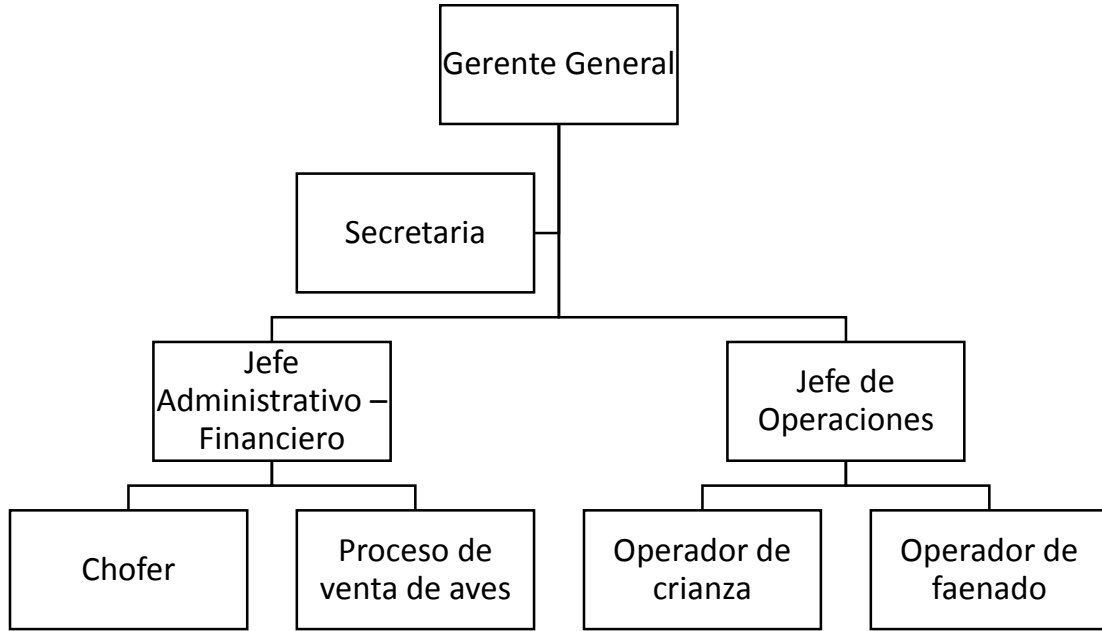 Gerente General
Secretaria
Jefe
Administrativo –
Financiero
Jefe de
Operaciones
Chofer
Proceso de
venta de aves
Operador de
crianza
Operador de
faenado